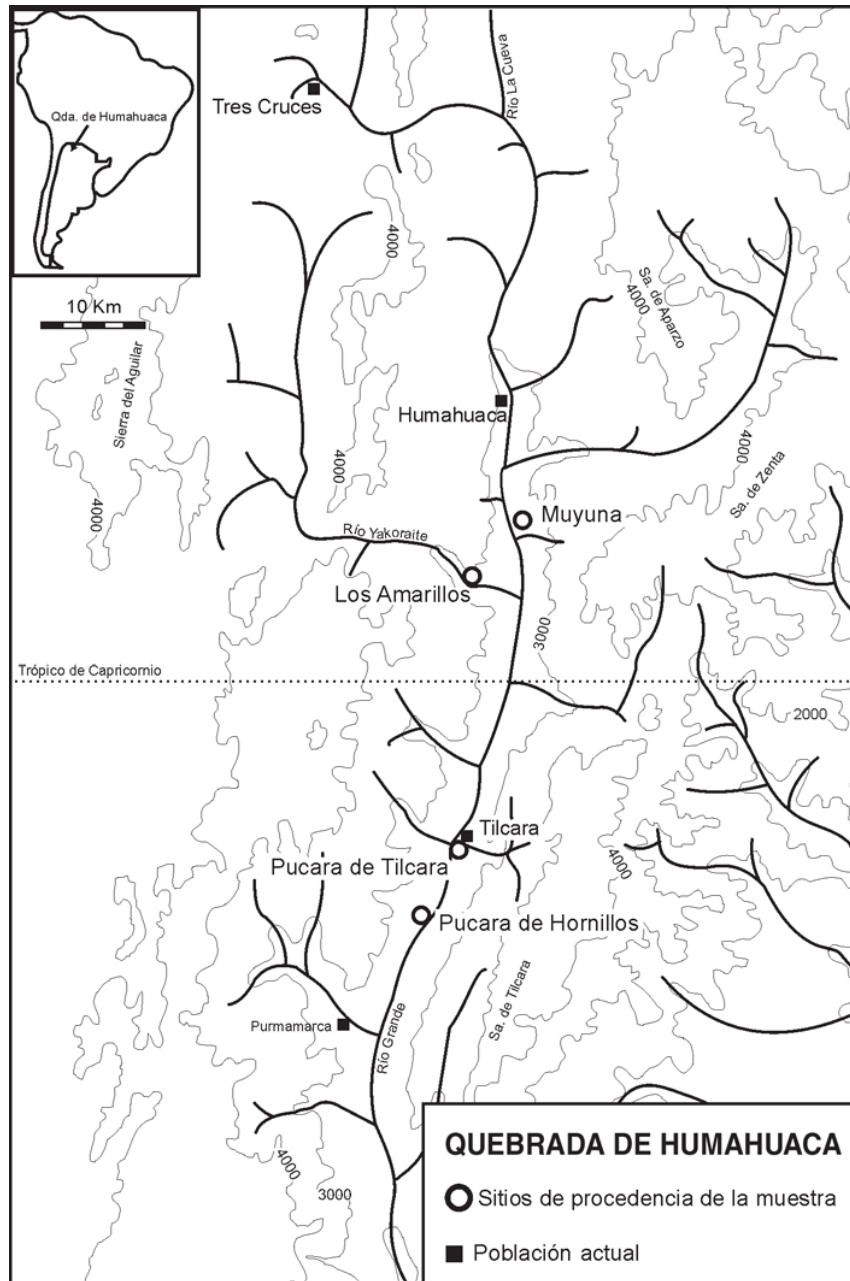 Qda. de Humahuaca
Tres Cruces
Río La Cueva
4000
Sa. de Aparzo
4000
10 Km
Sierra del Aguilar
Humahuaca
4000
4000
4000
Sa. de Zenta
Muyuna
Río Yakoraite
Los Amarillos
3000
Trópico de Capricornio
2000
Tilcara
Pucara de Tilcara
4000
Pucara de Hornillos
Sa. de Tilcara
Purmamarca
Río Grande
4000
3000
QUEBRADA DE HUMAHUACA
Sitios de procedencia de la muestra
Población actual